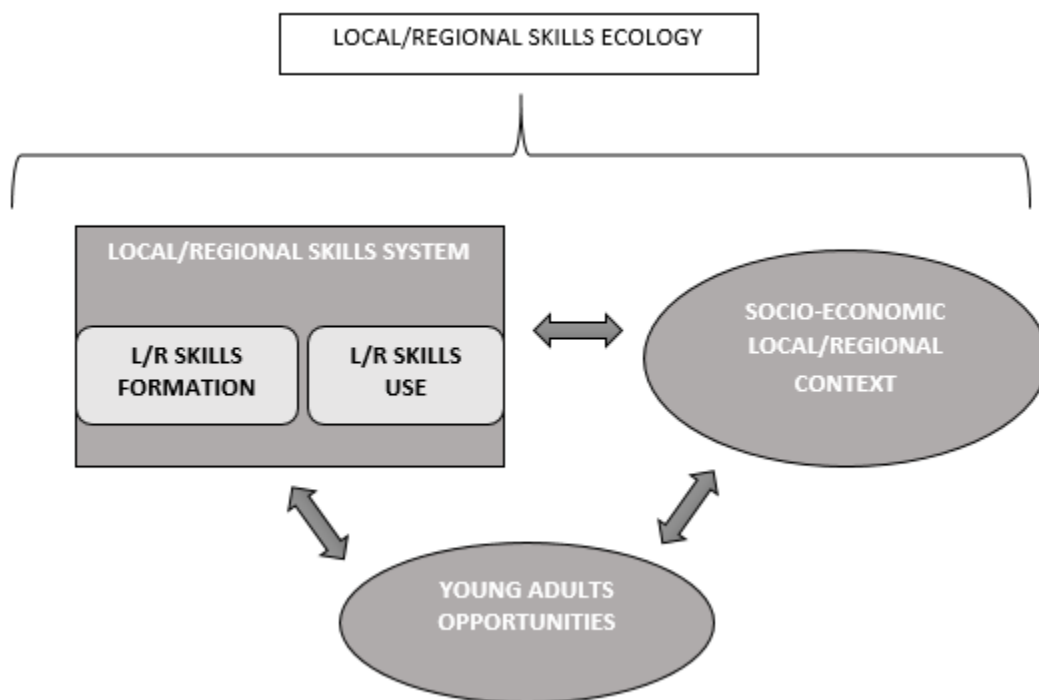 LOCAL/REGIONAL SKILLS ECOLOGY
LOCAL/REGIONAL SKILLS SYSTEM
L/R SKILLS
FORMATION
L/R SKILLS
USE
SOCIO-ECONOMIC
LOCAL/REGIONAL
CONTEXT
YOUNG ADULTS
OPPORTUNITIES